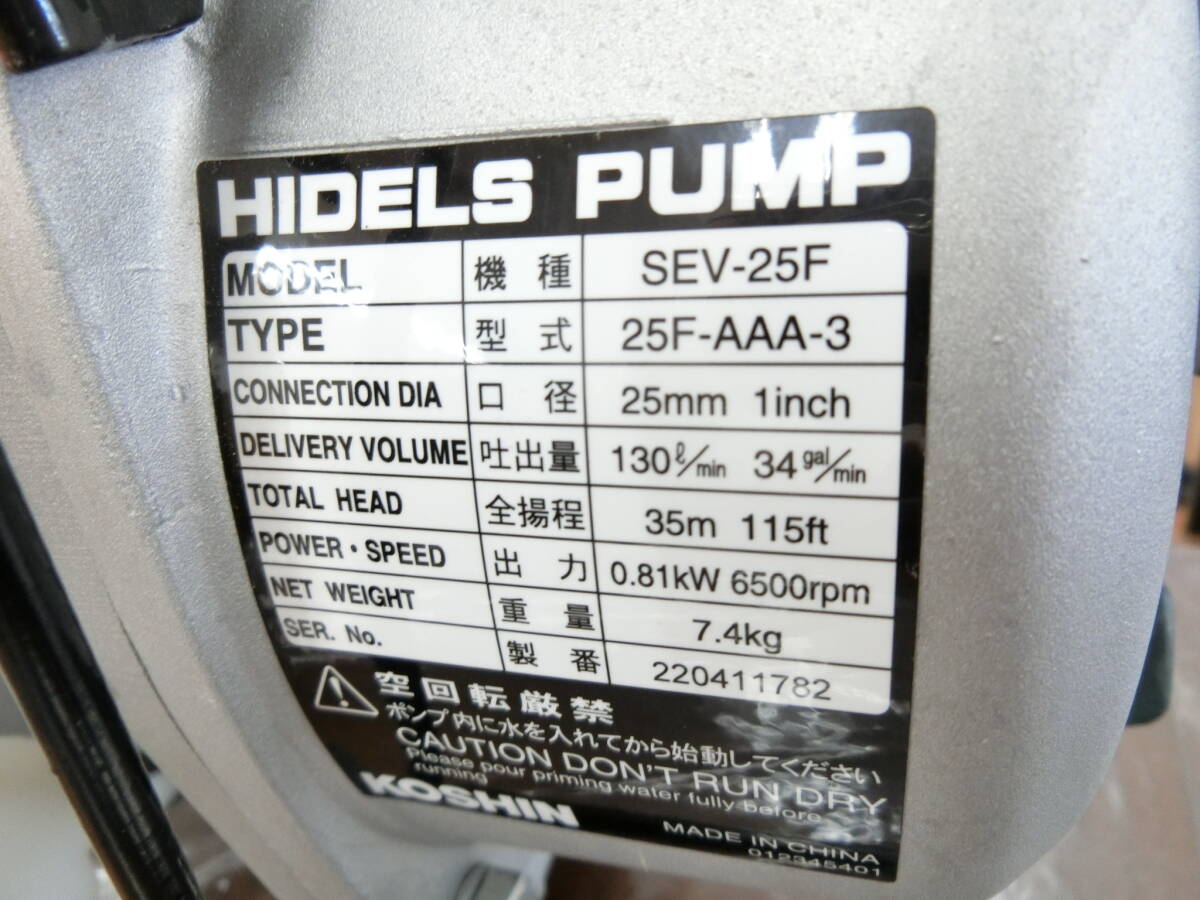 HIDELS PUMP
MODEL 機種 SEV-25F
TYPE 型式 25F-AAA-3
CONNECTION DIA 口径 25mm 1inch
DELIVERY VOLUME 吐出量 130ℓ/min 34gal/min
TOTAL HEAD 全揚程 35m 115ft
POWER・SPEED 出力 0.81kW 6500rpm
NET WEIGHT 重量 7.4kg
SER. No. 製番 220411782
空回転厳禁
ポンプ内に水を入れてから始動してください
CAUTION DON'T RUN DRY
Please pour priming water fully before
running
KOSHIN
MADE IN CHINA
012345401